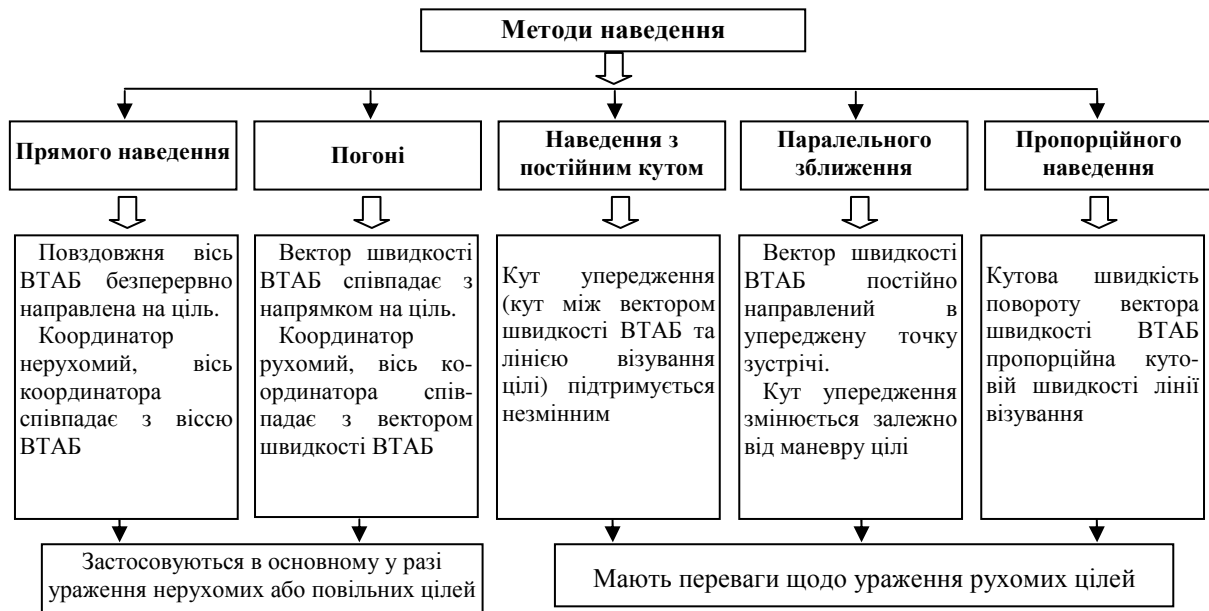 Методи наведення
Прямого наведення
Погоні
Наведення з
постійним кутом
Паралельного
зближення
Пропорційного
наведення
Повздовжня вісь
ВТАБ безперервно
направлена на ціль.
Координатор
нерухомий, вісь
координатора
співпадає з віссю
ВТАБ
Вектор швидкості
ВТАБ співпадає з
напрямком на ціль.
Координатор
рухомий, вісь ко-
ординатора спів-
падає з вектором
швидкості ВТАБ
Кут упередження
(кут між вектором
швидкості ВТАБ та
лінією візування
цілі) підтримується
незмінним
Вектор швидкості
ВТАБ постійно
направлений в
упереджену точку
зустрічі.
Кут упередження
змінюється залежно
від маневру цілі
Кутова швидкість
повороту вектора
швидкості ВТАБ
пропорційна куто-
вій швидкості лінії
візування
Застосовуються в основному у разі
ураження нерухомих або повільних цілей
Мають переваги щодо ураження рухомих цілей